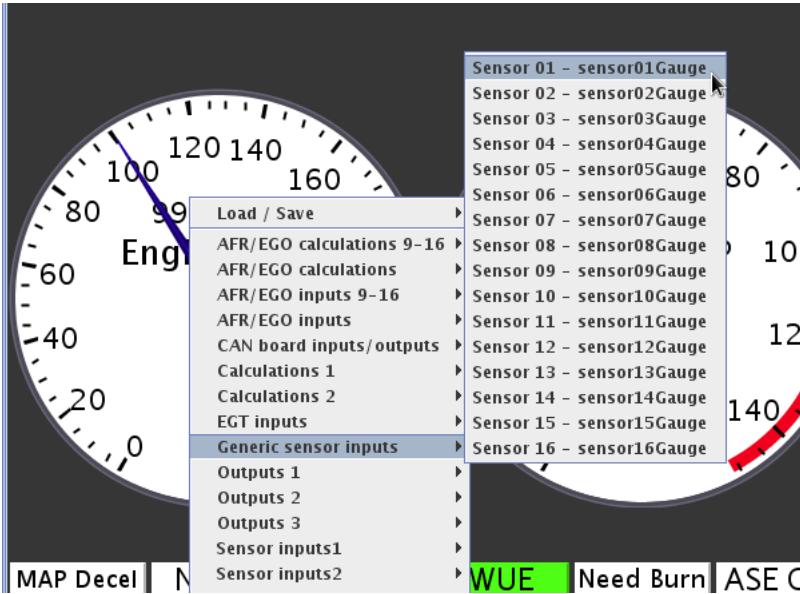 120 140
100
160
80
99
Engi
60
40
20
0
80
10
12
140
Load / Save
AFR/EGO calculations 9-16
AFR/EGO calculations
AFR/EGO inputs 9-16
AFR/EGO inputs
CAN board inputs/outputs
Calculations 1
Calculations 2
EGT inputs
Generic sensor inputs
Outputs 1
Outputs 2
Outputs 3
Sensor inputs1
Sensor inputs2
Sensor 01 - sensor01Gauge
Sensor 02 - sensor02Gauge
Sensor 03 - sensor03Gauge
Sensor 04 - sensor04Gauge
Sensor 05 - sensor05Gauge
Sensor 06 - sensor06Gauge
Sensor 07 - sensor07Gauge
Sensor 08 - sensor08Gauge
Sensor 09 - sensor09Gauge
Sensor 10 - sensor10Gauge
Sensor 11 - sensor11Gauge
Sensor 12 - sensor12Gauge
Sensor 13 - sensor13Gauge
Sensor 14 - sensor14Gauge
Sensor 15 - sensor15Gauge
Sensor 16 - sensor16Gauge
MAP Decel
N
WUE
Need Burn
ASE